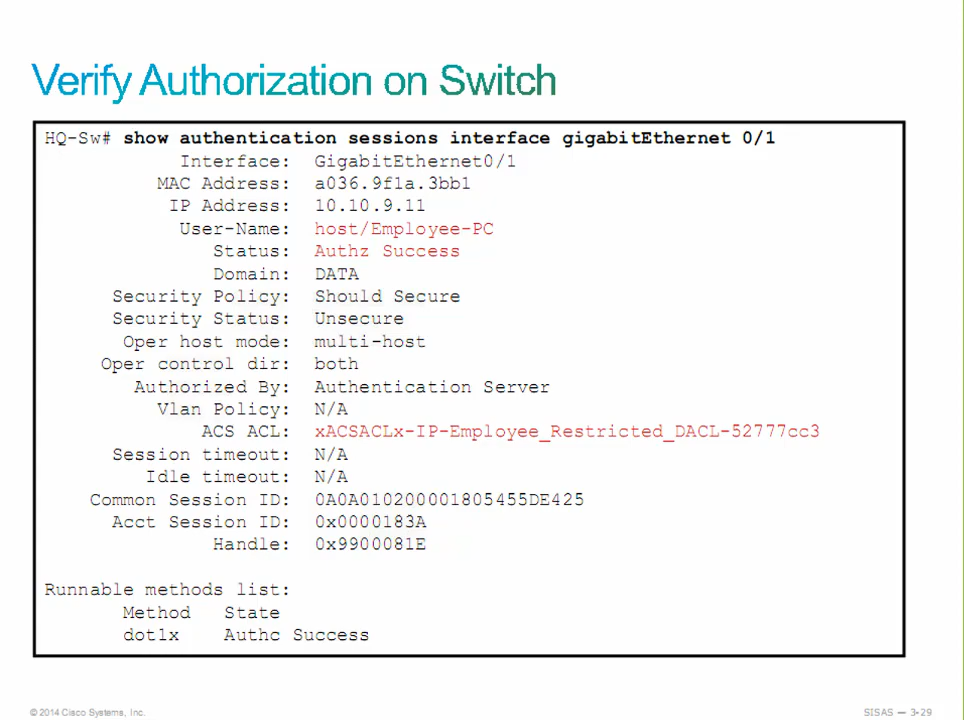 Verify Authorization on Switch
HQ-Sw# show authentication sessions interface gigabitEthernet 0/1
Interface: GigabitEthernet0/1
MAC Address: a036.9f1a.3bb1
IP Address: 10.10.9.11
User-Name: host/Employee-PC
Status: Authz Success
Domain: DATA
Security Policy: Should Secure
Security Status: Unsecure
Oper host mode: multi-host
Oper control dir: both
Authorized By: Authentication Server
Vlan Policy: N/A
ACS ACL: xACSACLx-IP-Employee_Restricted_DACL-52777cc3
Session timeout: N/A
Idle timeout: N/A
Common Session ID: 0A0A010200001805455DE425
Acct Session ID: 0x0000183A
Handle: 0x9900081E
Runnable methods list:
Method State
dot1x Authc Success
© 2014 Cisco Systems, Inc.
SISAS — 3-29